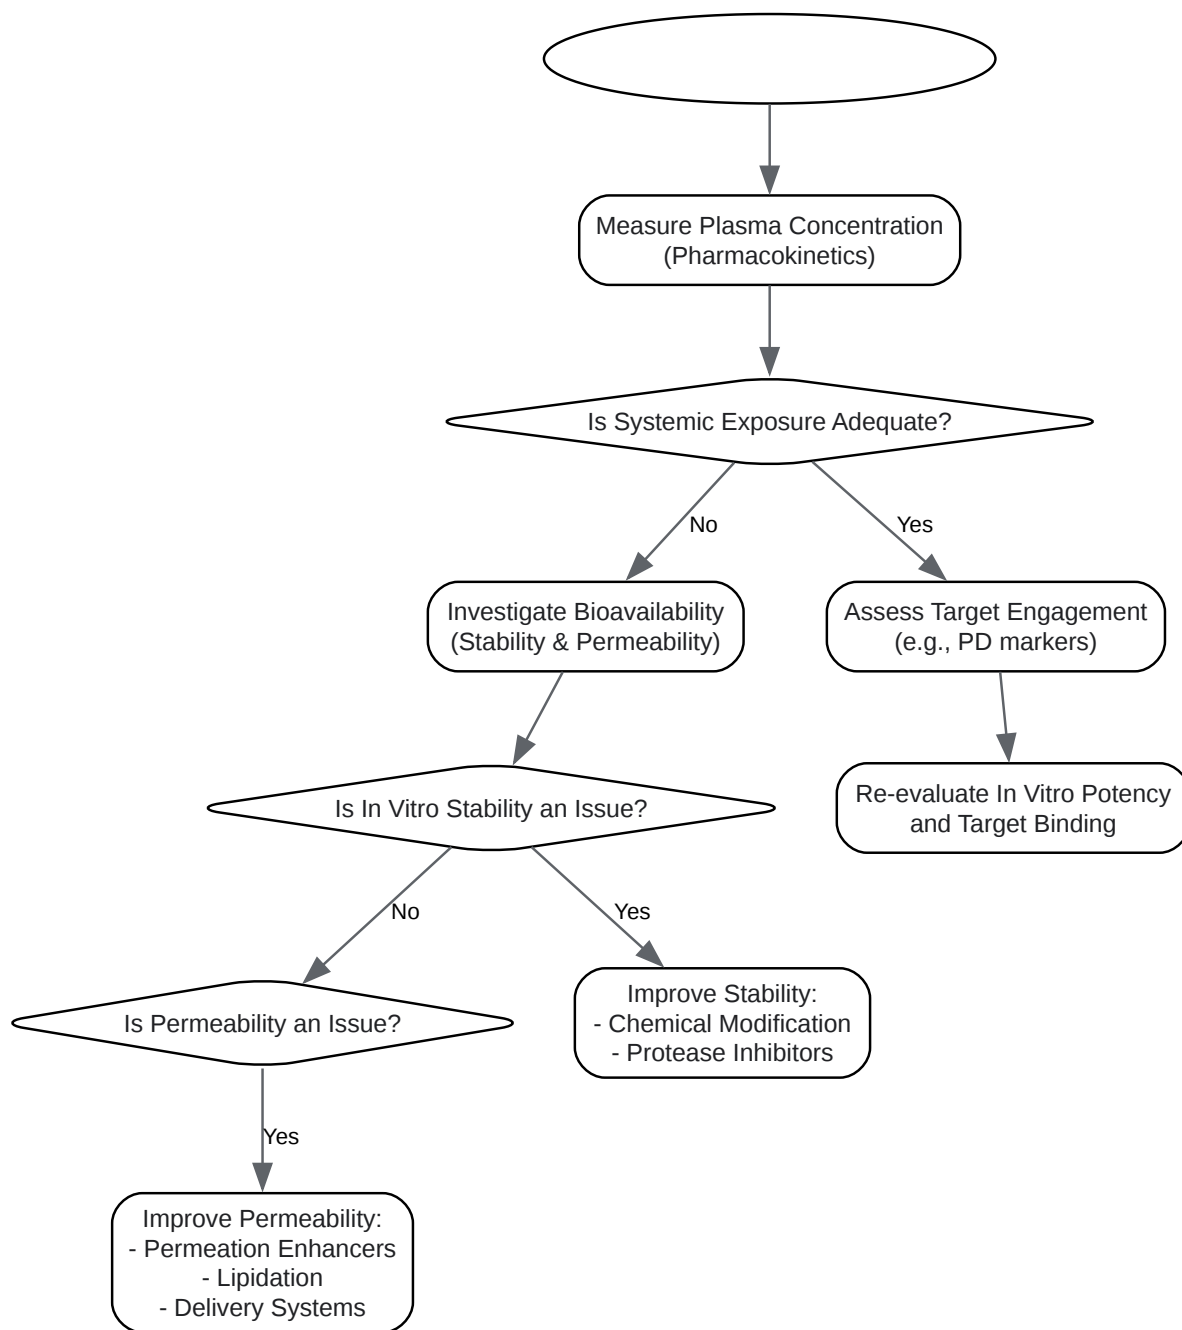 Measure Plasma Concentration
(Pharmacokinetics)
Is Systemic Exposure Adequate?
No
Yes
Investigate Bioavailability
(Stability & Permeability)
Assess Target Engagement
(e.g., PD markers)
Is In Vitro Stability an Issue?
Re-evaluate In Vitro Potency
and Target Binding
No
Yes
Is Permeability an Issue?
Improve Stability:
- Chemical Modification
- Protease Inhibitors
Yes
Improve Permeability:
- Permeation Enhancers
- Lipidation
- Delivery Systems